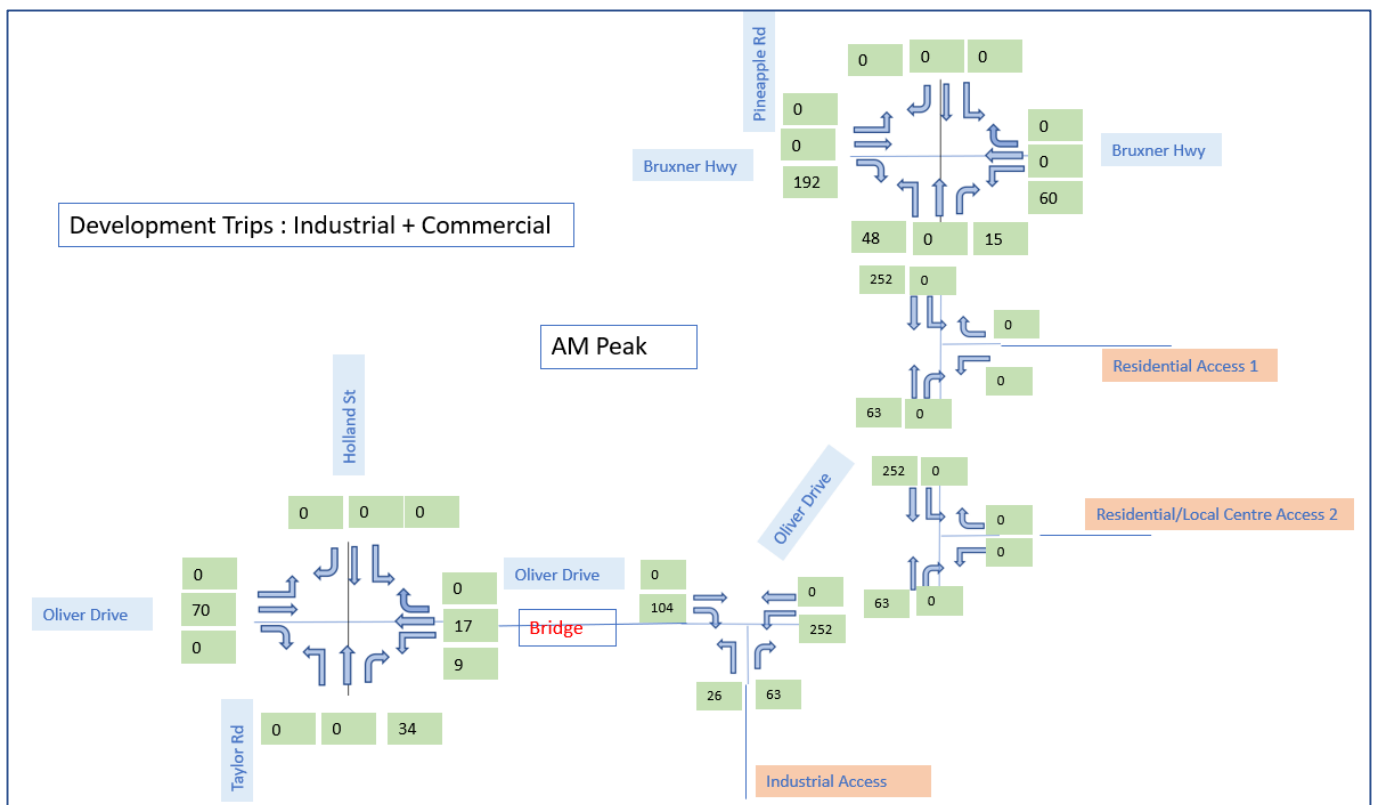 Pineapple Rd
0 0 0
0
0
192
Bruxner Hwy
0
0
60
Bruxner Hwy
48 0 15
Development Trips : Industrial + Commercial
252 0
0
0
Residential Access 1
63 0
AM Peak
Holland St
Oliver Drive
252 0
0
0
Residential/Local Centre Access 2
63 0
0 0 0
0
70
0
Oliver Drive
0
17
9
Oliver Drive
Bridge
0
104
0
252
26 63
Taylor Rd
0 0 34
Industrial Access